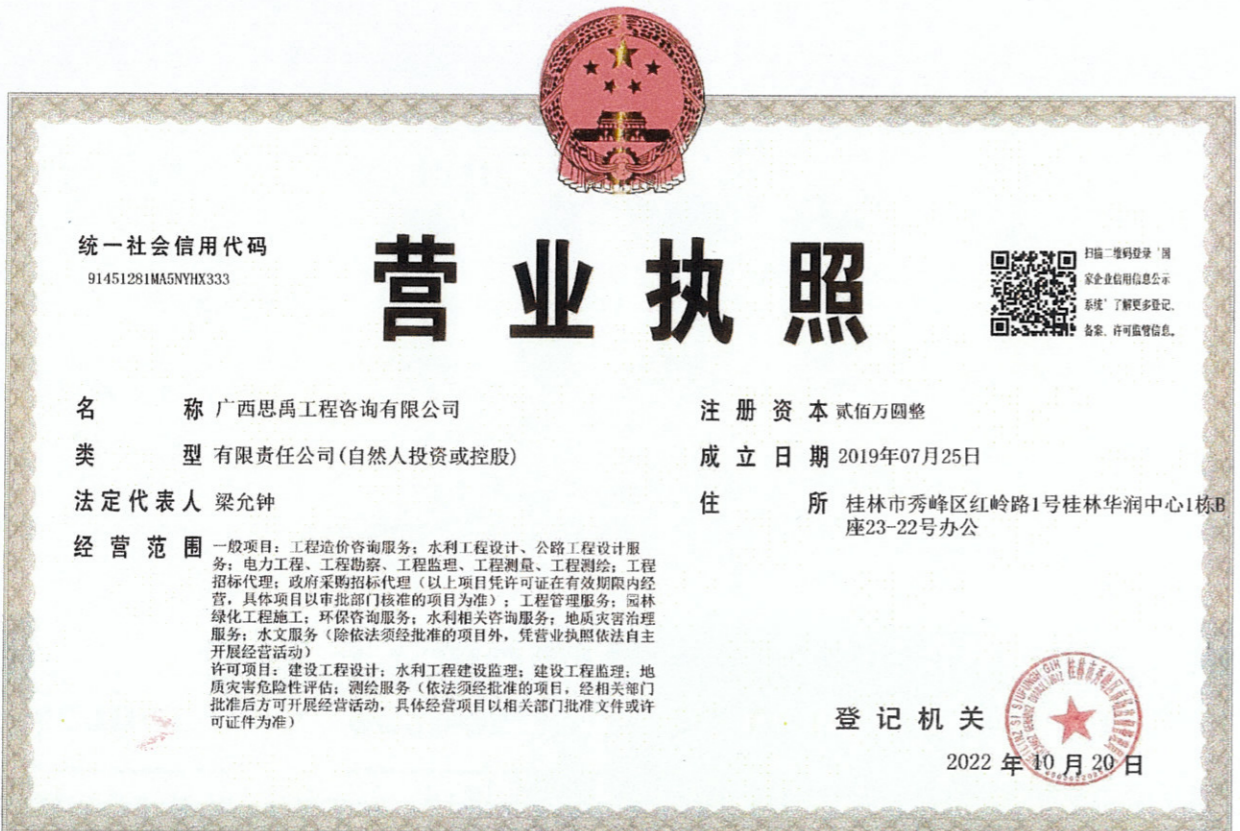 统一社会信用代码
91451281MA5NYHX333
营业执照
扫描二维码登录‘国
家企业信用信息公示
系统’了解更多登记、
备案、许可监管信息。
名称 广西思禹工程咨询有限公司
类型 有限责任公司(自然人投资或控股)
法定代表人 梁允钟
经营范围 一般项目：工程造价咨询服务；水利工程设计、公路工程设计服
务；电力工程、工程勘察、工程监理、工程测量、工程测绘；工程
招标代理；政府采购招标代理（以上项目凭许可证在有效期限内经
营，具体项目以审批部门核准的项目为准）；工程管理服务；园林
绿化工程施工；环保咨询服务；水利相关咨询服务；地质灾害治理
服务；水文服务（除依法须经批准的项目外，凭营业执照依法自主
开展经营活动）
许可项目：建设工程设计；水利工程建设监理；建设工程监理；地
质灾害危险性评估；测绘服务（依法须经批准的项目，经相关部门
批准后方可开展经营活动，具体经营项目以相关部门批准文件或许
可证件为准）
注册资本 贰佰万圆整
成立日期 2019年07月25日
住所 桂林市秀峰区红岭路1号桂林华润中心1栋B
座23-22号办公
登记机关
2022年10月20日